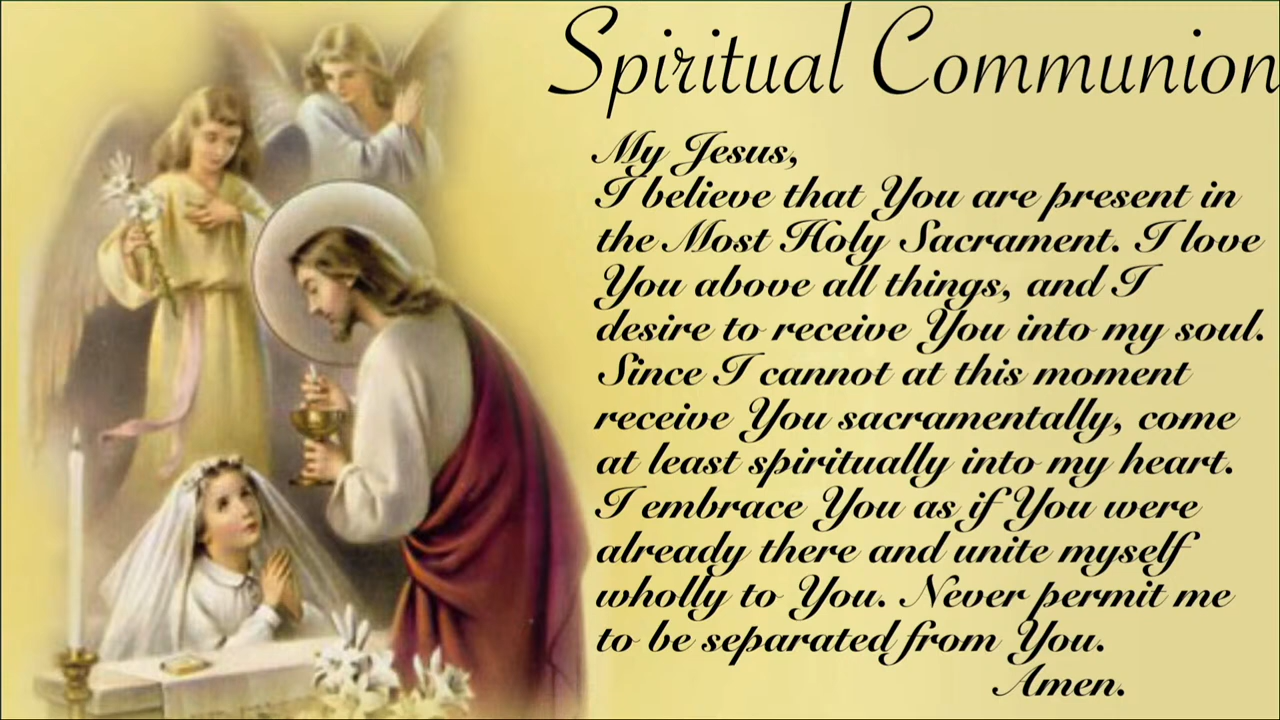 Spiritual Communion
My Jesus,
I believe that You are present in
the Most Holy Sacrament. I love
You above all things, and I
desire to receive You into my soul.
Since I cannot at this moment
receive You sacramentally, come
at least spiritually into my heart.
I embrace You as if You were
already there and unite myself
wholly to You. Never permit me
to be separated from You.
Amen.